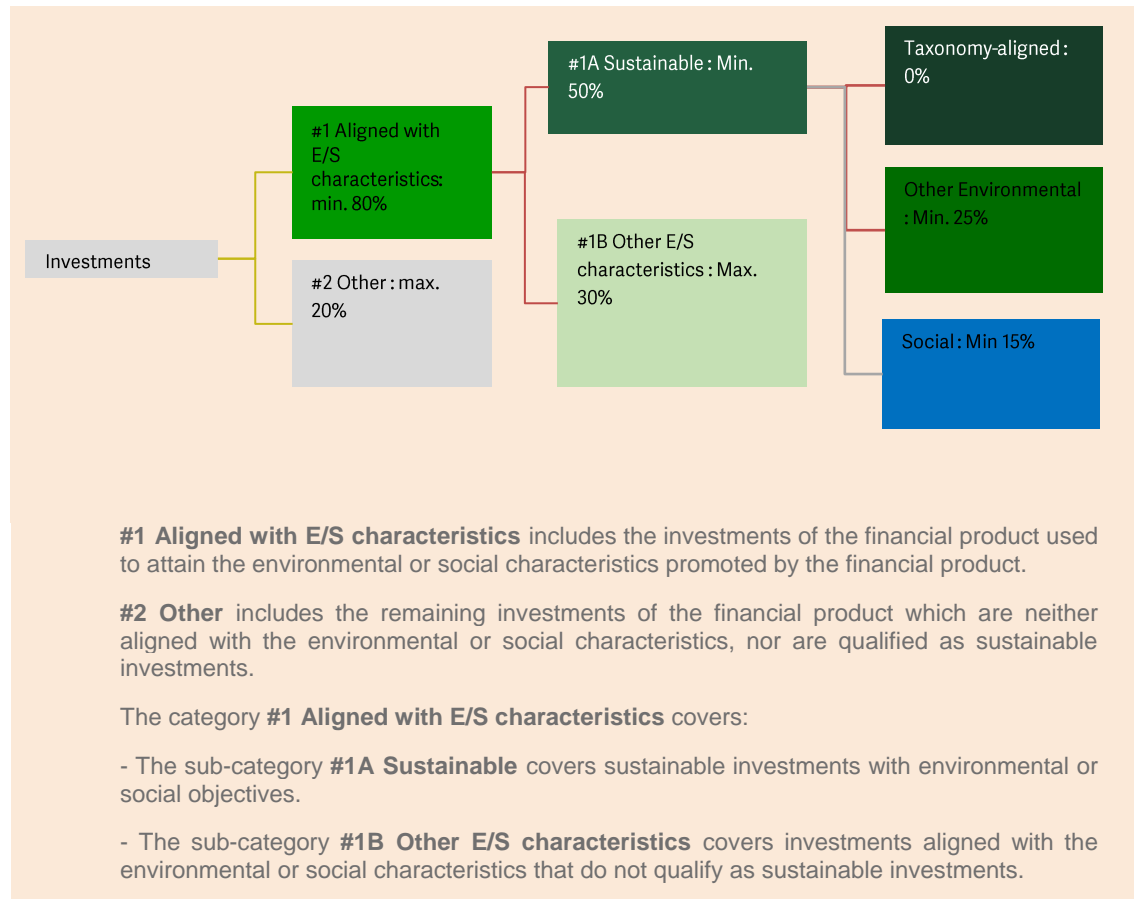 Investments
#1 Aligned with
E/S
characteristics:
min. 80%
#2 Other : max.
20%
#1A Sustainable : Min.
50%
#1B Other E/S
characteristics : Max.
30%
Taxonomy-aligned :
0%
Other Environmental
: Min. 25%
Social : Min 15%
#1 Aligned with E/S characteristics includes the investments of the financial product used
to attain the environmental or social characteristics promoted by the financial product.
#2 Other includes the remaining investments of the financial product which are neither
aligned with the environmental or social characteristics, nor are qualified as sustainable
investments.
The category #1 Aligned with E/S characteristics covers:
- The sub-category #1A Sustainable covers sustainable investments with environmental or
social objectives.
- The sub-category #1B Other E/S characteristics covers investments aligned with the
environmental or social characteristics that do not qualify as sustainable investments.